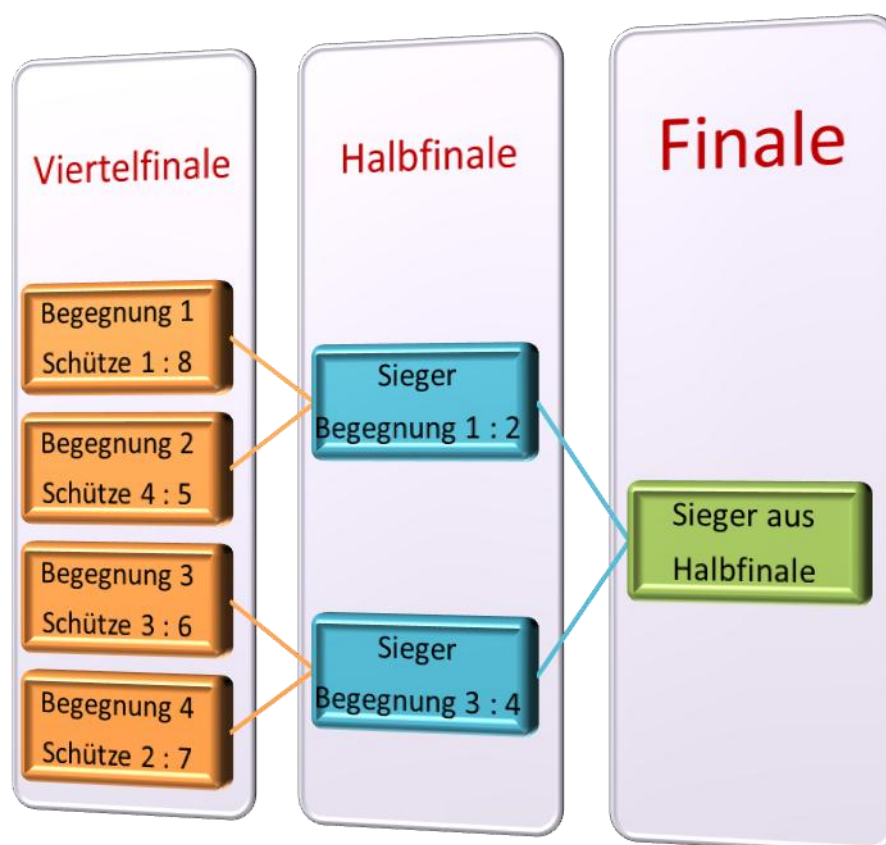 Viertelfinale
Begegnung 1
Schütze 1 : 8
Begegnung 2
Schütze 4 : 5
Begegnung 3
Schütze 3 : 6
Begegnung 4
Schütze 2 : 7
Halbfinale
Sieger
Begegnung 1 : 2
Sieger
Begegnung 3 : 4
Finale
Sieger aus
Halbfinale